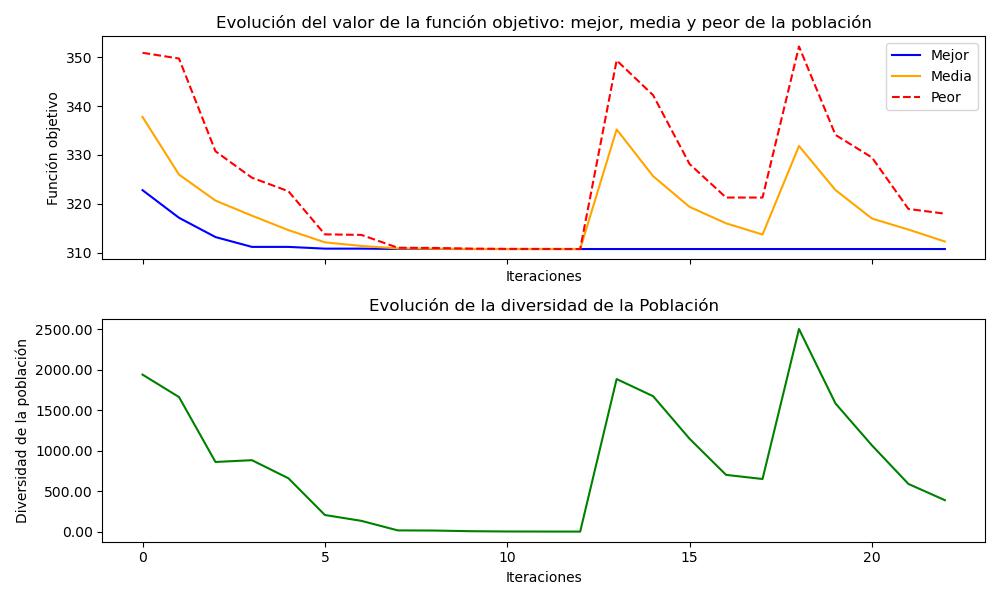 Evolución del valor de la función objetivo: mejor, media y peor de la población
350
340
330
320
310
Función objetivo
Mejor
Media
Peor
Iteraciones
Evolución de la diversidad de la Población
2500.00
2000.00
1500.00
1000.00
500.00
0.00
Diversidad de la población
0 5 10 15 20
Iteraciones